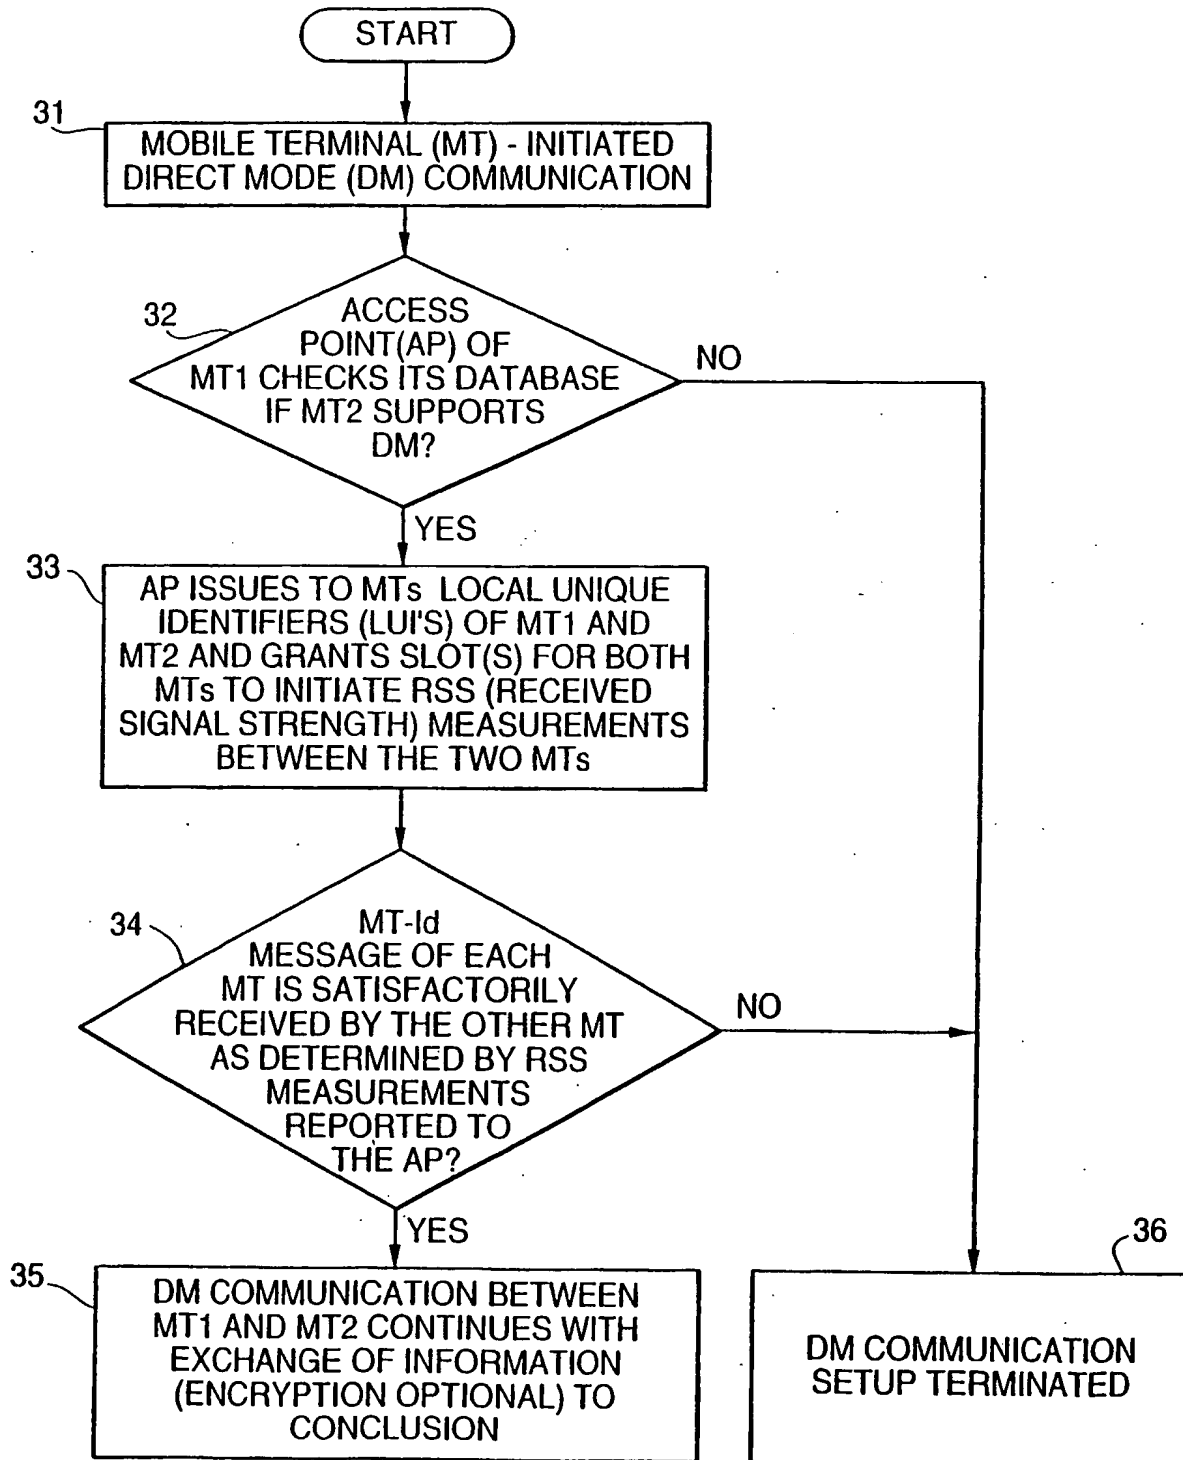 START
31
MOBILE TERMINAL (MT) - INITIATED
DIRECT MODE (DM) COMMUNICATION
32
ACCESS
POINT(AP) OF
MT1 CHECKS ITS DATABASE
IF MT2 SUPPORTS
DM?
NO
YES
33
AP ISSUES TO MTs LOCAL UNIQUE
IDENTIFIERS (LUI'S) OF MT1 AND
MT2 AND GRANTS SLOT(S) FOR BOTH
MTs TO INITIATE RSS (RECEIVED
SIGNAL STRENGTH) MEASUREMENTS
BETWEEN THE TWO MTs
34
MT-Id
MESSAGE OF EACH
MT IS SATISFACTORILY
RECEIVED BY THE OTHER MT
AS DETERMINED BY RSS
MEASUREMENTS
REPORTED TO
THE AP?
NO
YES
35
DM COMMUNICATION BETWEEN
MT1 AND MT2 CONTINUES WITH
EXCHANGE OF INFORMATION
(ENCRYPTION OPTIONAL) TO
CONCLUSION
36
DM COMMUNICATION
SETUP TERMINATED